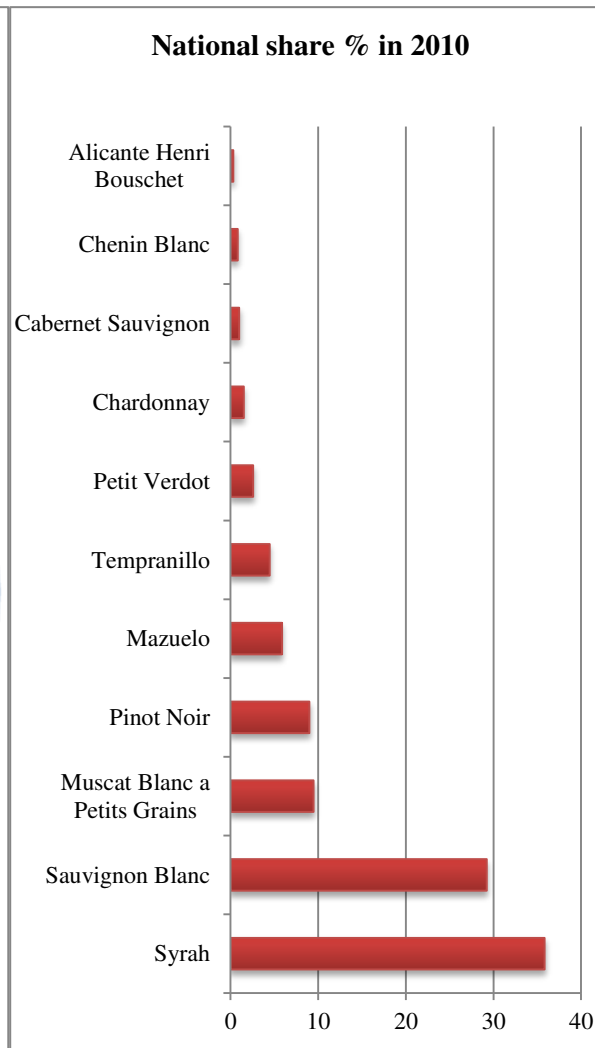 National share % in 2010
Alicante Henri
Bouschet
Chenin Blanc
Cabernet Sauvignon
Chardonnay
Petit Verdot
Tempranillo
Mazuelo
Pinot Noir
Muscat Blanc a
Petits Grains
Sauvignon Blanc
Syrah
0 10 20 30 40